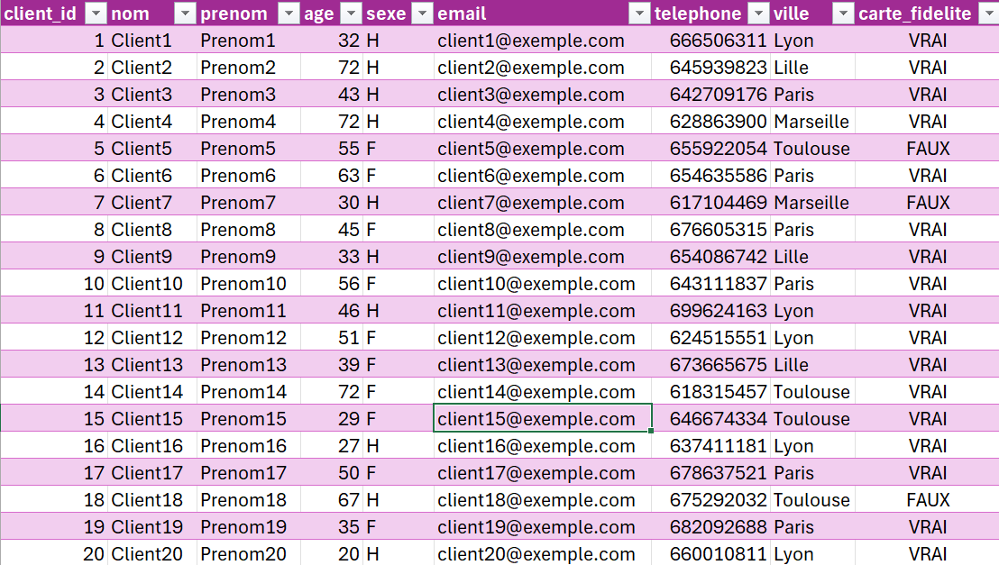 client_id nom prenom age sexe email telephone ville carte_fidelite
1 Client1 Prenom1 32 H client1@exemple.com 666506311 Lyon VRAI
2 Client2 Prenom2 72 H client2@exemple.com 645939823 Lille VRAI
3 Client3 Prenom3 43 H client3@exemple.com 642709176 Paris VRAI
4 Client4 Prenom4 72 H client4@exemple.com 628863900 Marseille VRAI
5 Client5 Prenom5 55 F client5@exemple.com 655922054 Toulouse FAUX
6 Client6 Prenom6 63 F client6@exemple.com 654635586 Paris VRAI
7 Client7 Prenom7 30 H client7@exemple.com 617104469 Marseille FAUX
8 Client8 Prenom8 45 F client8@exemple.com 676605315 Paris VRAI
9 Client9 Prenom9 33 H client9@exemple.com 654086742 Lille VRAI
10 Client10 Prenom10 56 F client10@exemple.com 643111837 Paris VRAI
11 Client11 Prenom11 46 H client11@exemple.com 699624163 Lyon VRAI
12 Client12 Prenom12 51 F client12@exemple.com 624515551 Lyon VRAI
13 Client13 Prenom13 39 F client13@exemple.com 673665675 Lille VRAI
14 Client14 Prenom14 72 F client14@exemple.com 618315457 Toulouse VRAI
15 Client15 Prenom15 29 F client15@exemple.com 646674334 Toulouse VRAI
16 Client16 Prenom16 27 H client16@exemple.com 637411181 Lyon VRAI
17 Client17 Prenom17 50 F client17@exemple.com 678637521 Paris VRAI
18 Client18 Prenom18 67 H client18@exemple.com 675292032 Toulouse FAUX
19 Client19 Prenom19 35 F client19@exemple.com 682092688 Paris VRAI
20 Client20 Prenom20 20 H client20@exemple.com 660010811 Lyon VRAI